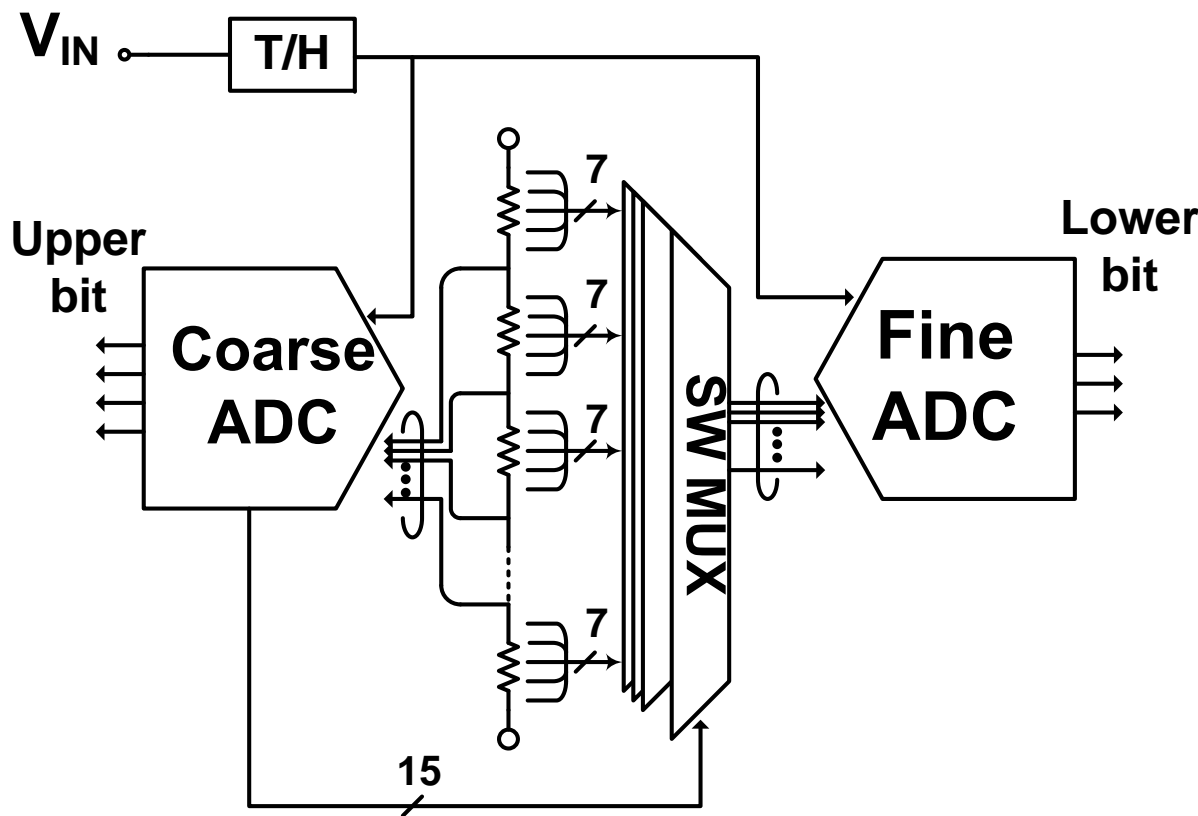 VIN
T/H
7
Upper
bit
Lower
bit
7
Coarse
ADC
Fine
ADC
7
SW MUX
7
15